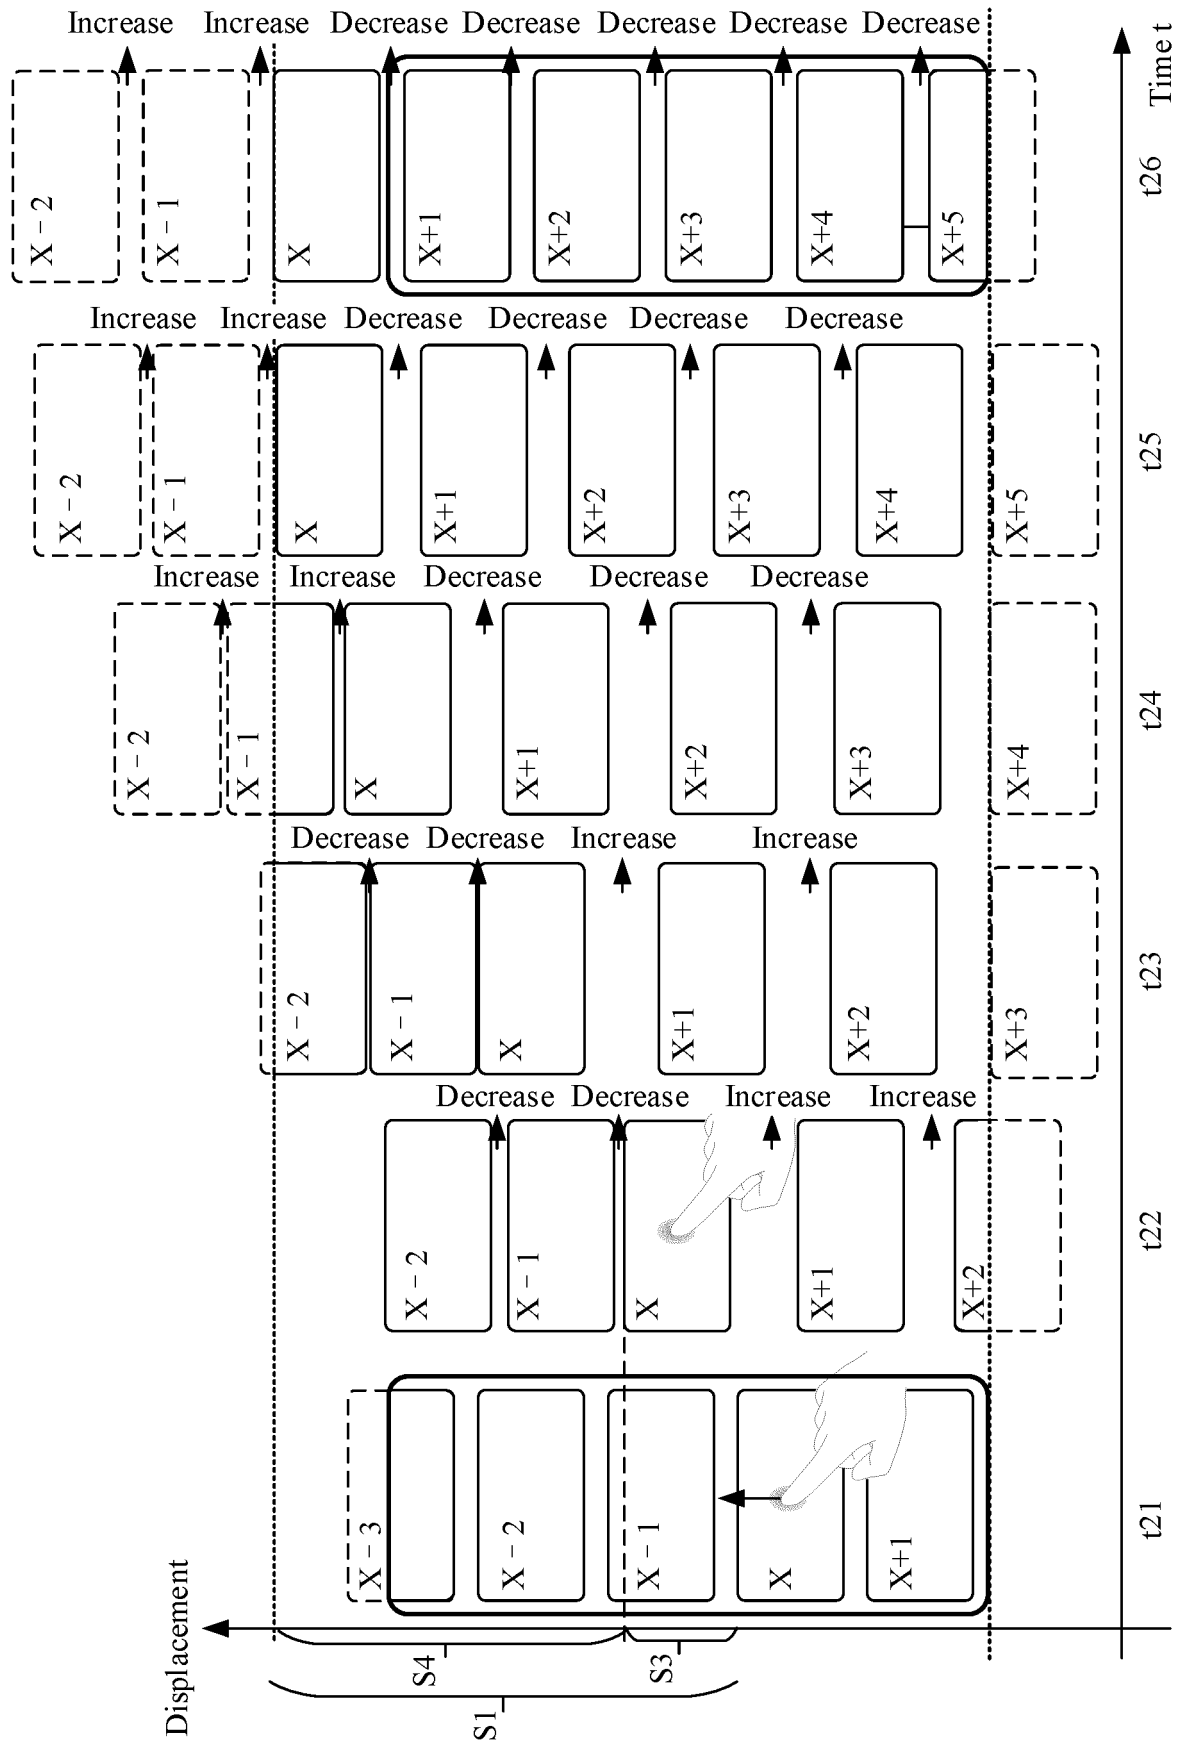 Increase
Increase
Decrease
Decrease
Decrease
Decrease
Decrease
X – 2
X – 1
X
X+1
X+2
X+3
X+4
X+5
t26
Time t
Increase
Increase
Decrease
Decrease
Decrease
Decrease
X – 2
X – 1
X
X+1
X+2
X+3
X+4
X+5
t25
Increase
Increase
Decrease
Decrease
Decrease
X – 2
X – 1
X
X+1
X+2
X+3
X+4
t24
Decrease
Decrease
Increase
Increase
X – 2
X – 1
X
X+1
X+2
X+3
t23
Decrease
Decrease
Increase
Increase
X – 2
X – 1
X
X+1
X+2
t22
X – 3
X – 2
X – 1
X
X+1
t21
Displacement
S4
S3
S1